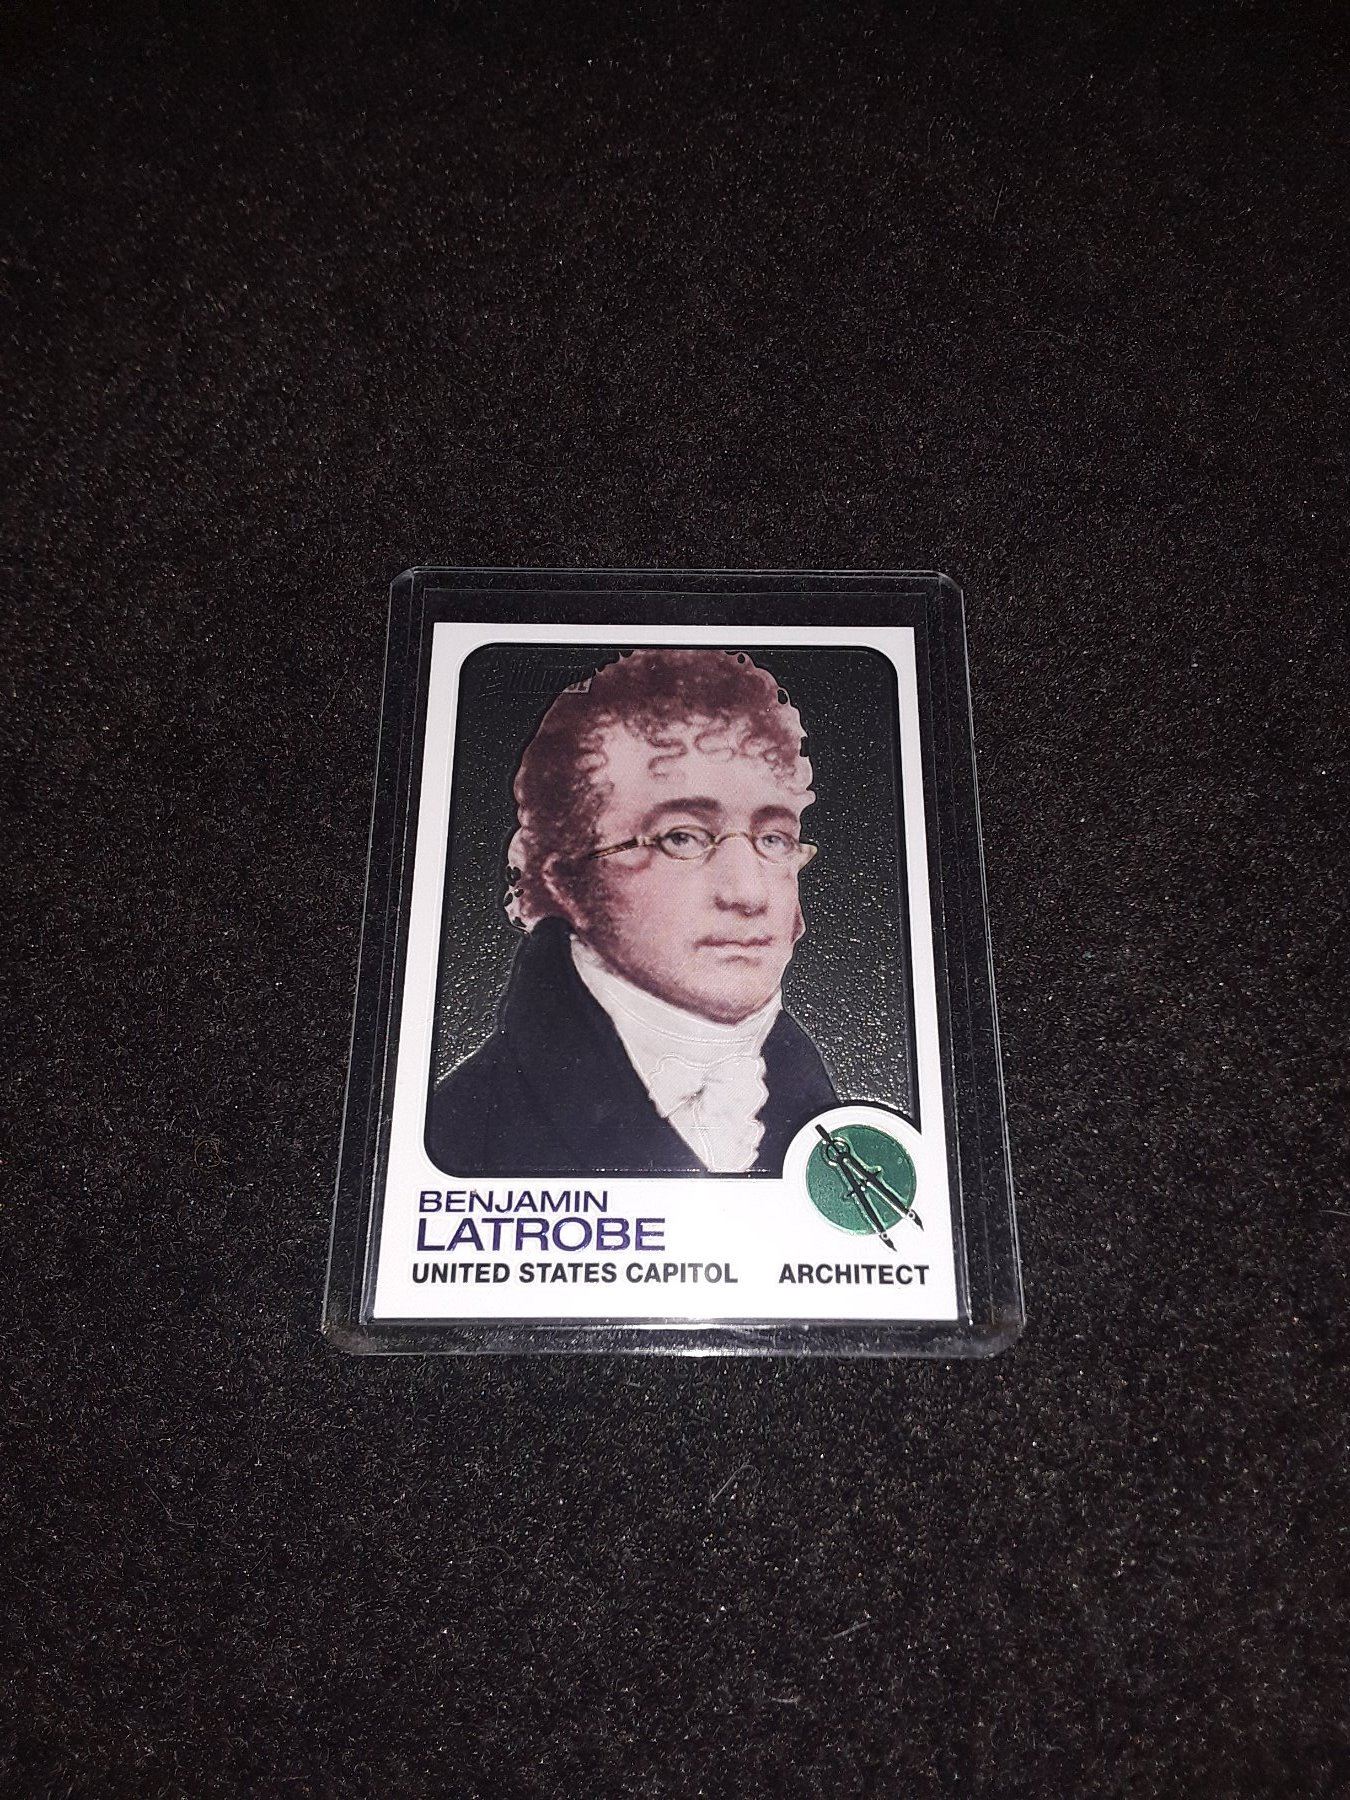 BENJAMIN
LATROBE
UNITED STATES CAPITOL ARCHITECT